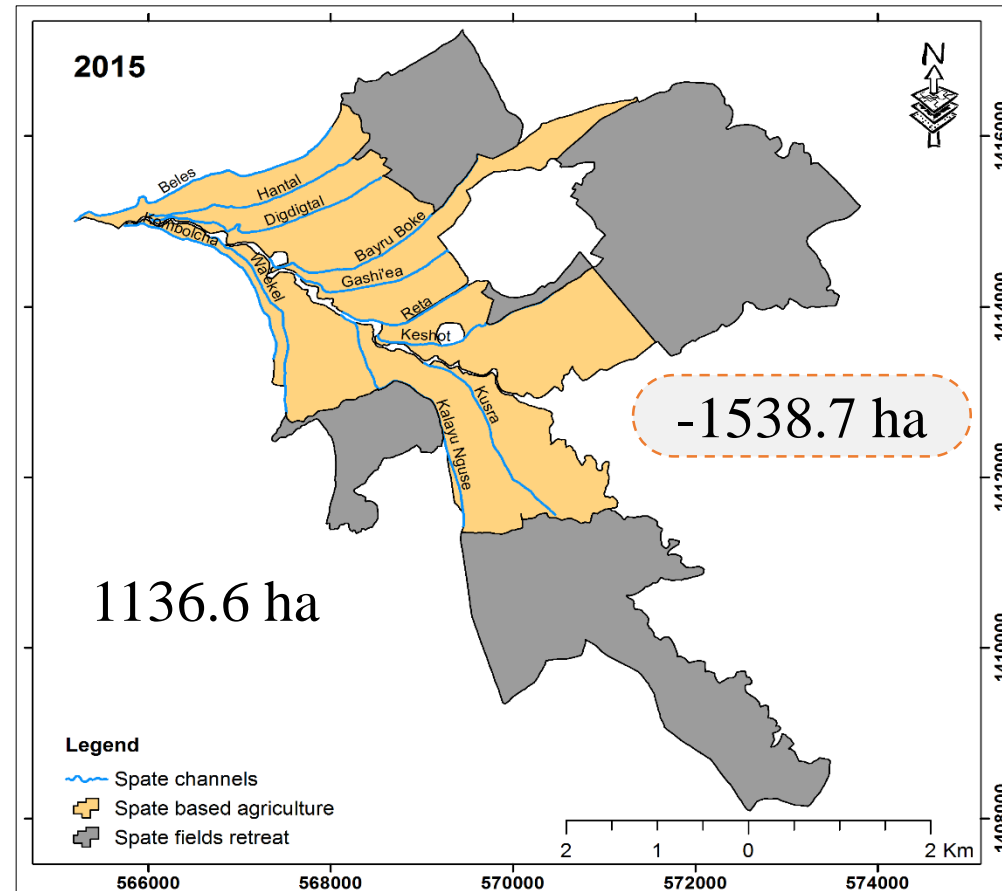 2015
N
Beles
Hantal
Digdigtal
Kombolcha
Bayru Boke
Waekel
Gashi'ea
Reta
Keshot
Kusra
Kalayu Nguse
-1538.7 ha
1136.6 ha
Legend
Spate channels
Spate based agriculture
Spate fields retreat
2 1 0 2 Km
566000 568000 570000 572000 574000
1416000
1414000
1412000
1410000
1408000